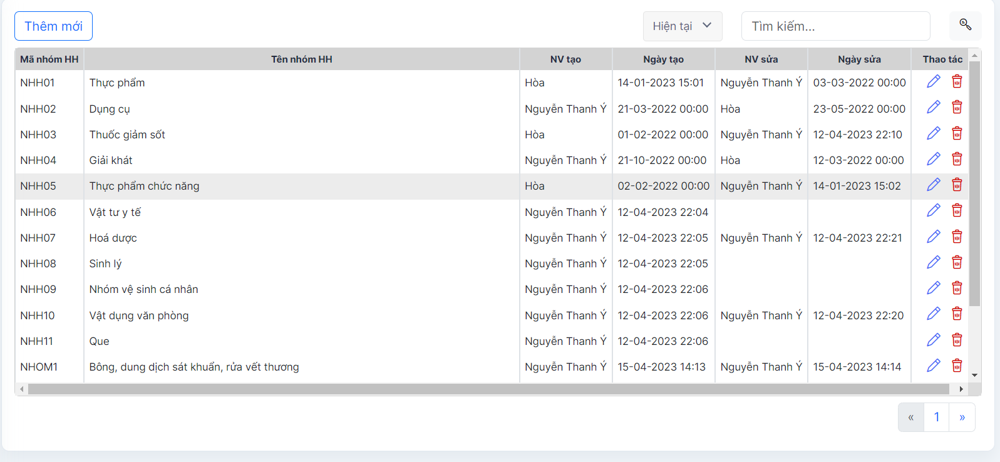 Thêm mới Hiện tại Tìm kiếm...
Mã nhóm HH Tên nhóm HH NV tạo Ngày tạo NV sửa Ngày sửa Thao tác
NHH01 Thực phẩm Hòa 14-01-2023 15:01 Nguyễn Thanh Ý 03-03-2022 00:00
NHH02 Dụng cụ Nguyễn Thanh Ý 21-03-2022 00:00 Hòa 23-05-2022 00:00
NHH03 Thuốc giảm sốt Hòa 01-02-2022 00:00 Nguyễn Thanh Ý 12-04-2023 22:10
NHH04 Giải khát Nguyễn Thanh Ý 21-10-2022 00:00 Hòa 12-03-2022 00:00
NHH05 Thực phẩm chức năng Hòa 02-02-2022 00:00 Nguyễn Thanh Ý 14-01-2023 15:02
NHH06 Vật tư y tế Nguyễn Thanh Ý 12-04-2023 22:04
NHH07 Hoá dược Nguyễn Thanh Ý 12-04-2023 22:05 Nguyễn Thanh Ý 12-04-2023 22:21
NHH08 Sinh lý Nguyễn Thanh Ý 12-04-2023 22:05
NHH09 Nhóm vệ sinh cá nhân Nguyễn Thanh Ý 12-04-2023 22:06
NHH10 Vật dụng văn phòng Nguyễn Thanh Ý 12-04-2023 22:06 Nguyễn Thanh Ý 12-04-2023 22:20
NHH11 Que Nguyễn Thanh Ý 12-04-2023 22:06
NHOM1 Bông, dung dịch sát khuẩn, rửa vết thương Nguyễn Thanh Ý 15-04-2023 14:13 Nguyễn Thanh Ý 15-04-2023 14:14
« 1 »